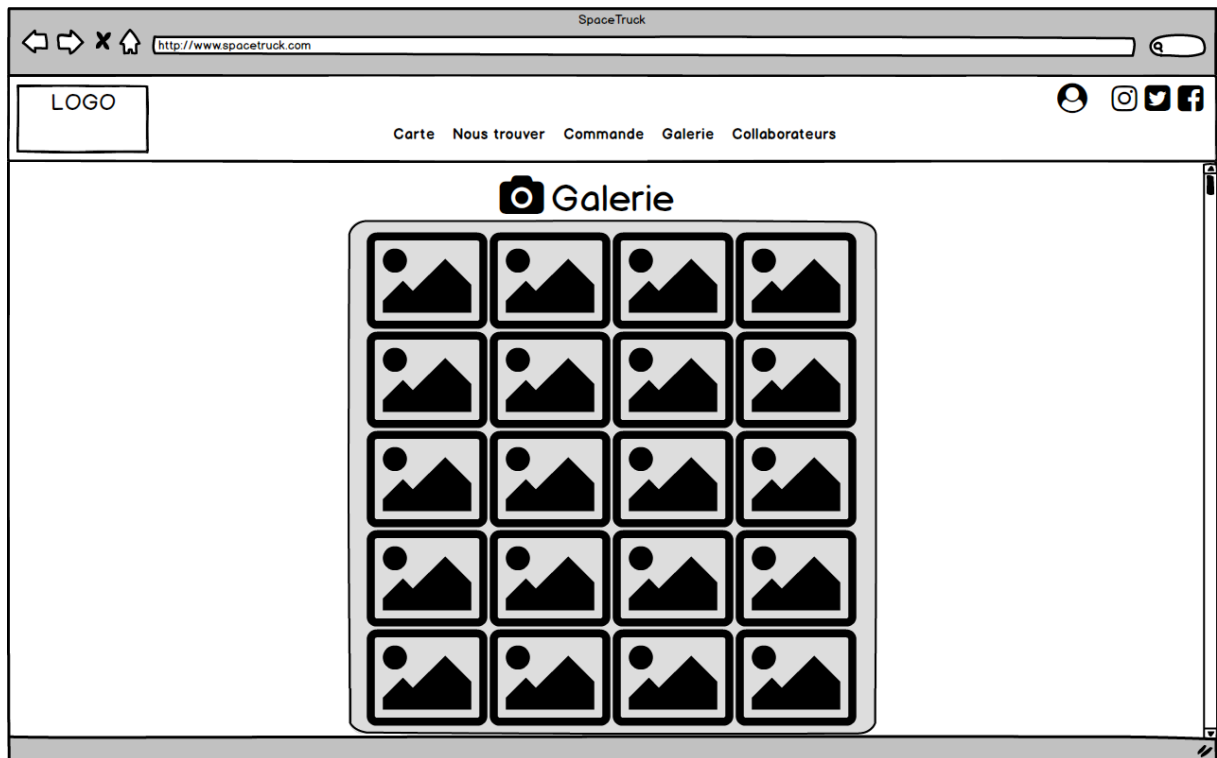 SpaceTruck
http://www.spacetruck.com
LOGO
Carte Nous trouver Commande Galerie Collaborateurs
Galerie